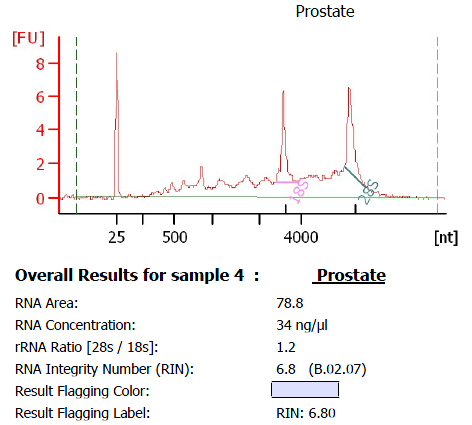 Prostate
[FU]
8
6
4
2
0
18S
28S
25 500 4000 [nt]
Overall Results for sample 4 : Prostate
RNA Area: 78.8
RNA Concentration: 34 ng/µl
rRNA Ratio [28s / 18s]: 1.2
RNA Integrity Number (RIN): 6.8 (B.02.07)
Result Flagging Color:
Result Flagging Label: RIN: 6.80